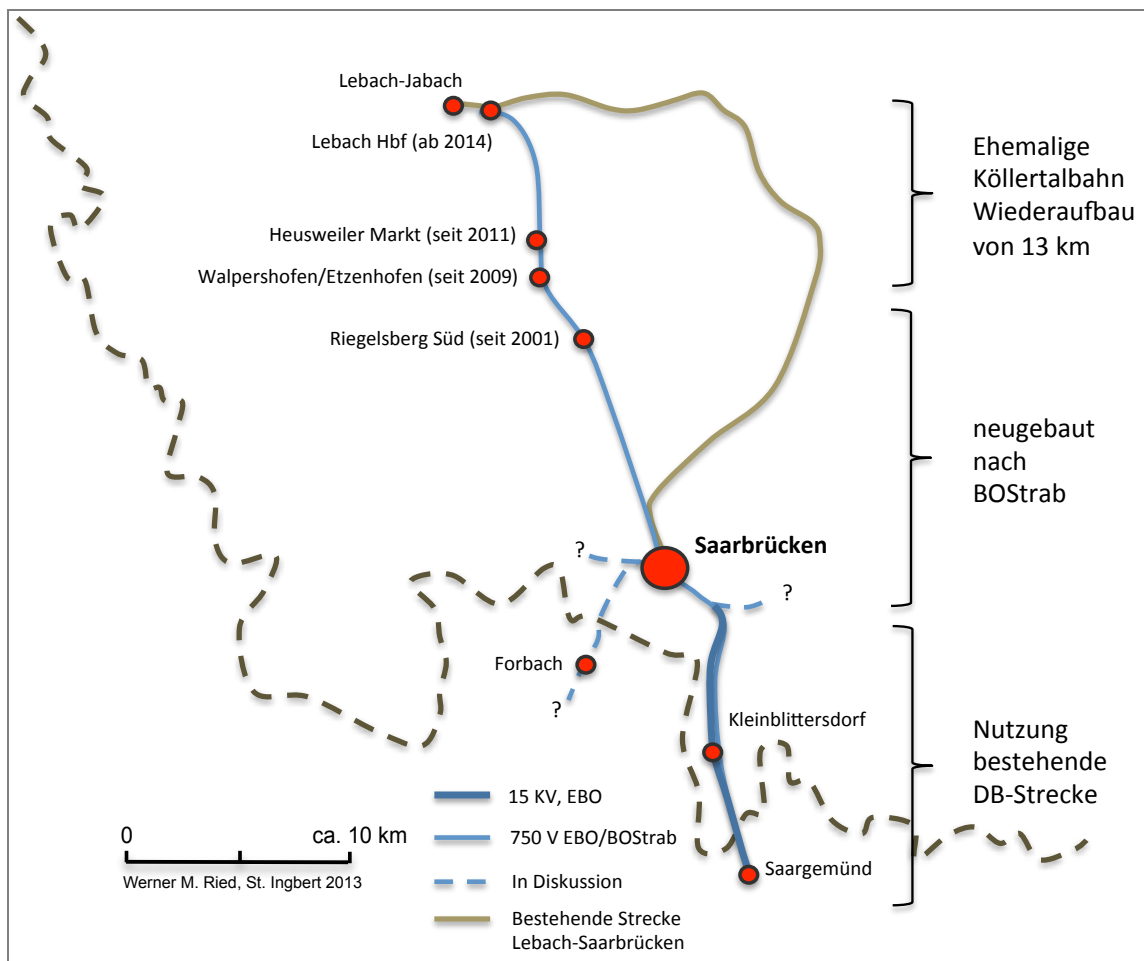 Lebach-Jabach
Lebach Hbf (ab 2014)
Heusweiler Markt (seit 2011)
Walpershofen/Etzenhofen (seit 2009)
Riegelsberg Süd (seit 2001)
Ehemalige
Köllertalbahn
Wiederaufbau
von 13 km
neugebaut
nach
BOStrab
Saarbrücken
?
?
Forbach
?
Kleinblittersdorf
Nutzung
bestehende
DB-Strecke
Saargemünd
15 KV, EBO
750 V EBO/BOStrab
In Diskussion
Bestehende Strecke
Lebach-Saarbrücken
0 ca. 10 km
Werner M. Ried, St. Ingbert 2013